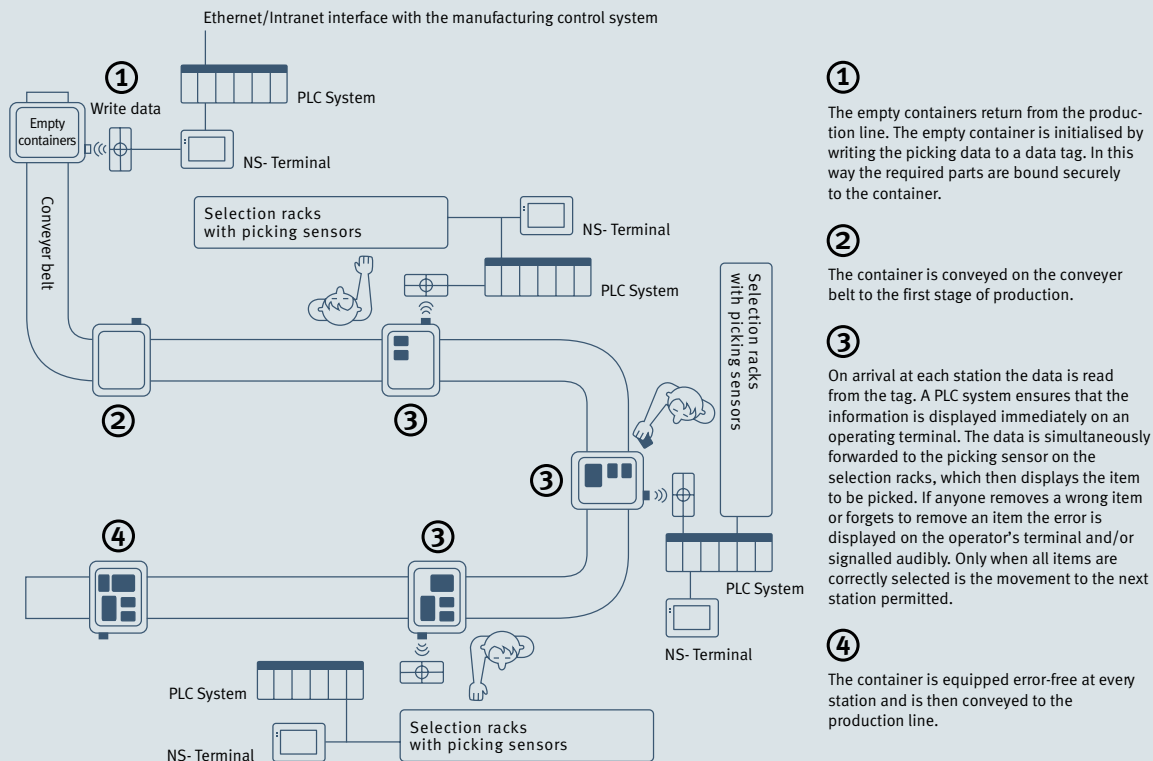 Ethernet/Intranet interface with the manufacturing control system
1
Write data
PLC System
Empty
containers
NS- Terminal
Conveyer belt
Selection racks
with picking sensors
NS- Terminal
PLC System
Selection racks
with picking sensors
2
3
3
4
3
PLC System
NS- Terminal
PLC System
NS- Terminal
Selection racks
with picking sensors
1
The empty containers return from the produc-
tion line. The empty container is initialised by
writing the picking data to a data tag. In this
way the required parts are bound securely
to the container.
2
The container is conveyed on the conveyer
belt to the first stage of production.
3
On arrival at each station the data is read
from the tag. A PLC system ensures that the
information is displayed immediately on an
operating terminal. The data is simultaneously
forwarded to the picking sensor on the
selection racks, which then displays the item
to be picked. If anyone removes a wrong item
or forgets to remove an item the error is
displayed on the operator’s terminal and/or
signalled audibly. Only when all items are
correctly selected is the movement to the next
station permitted.
4
The container is equipped error-free at every
station and is then conveyed to the
production line.